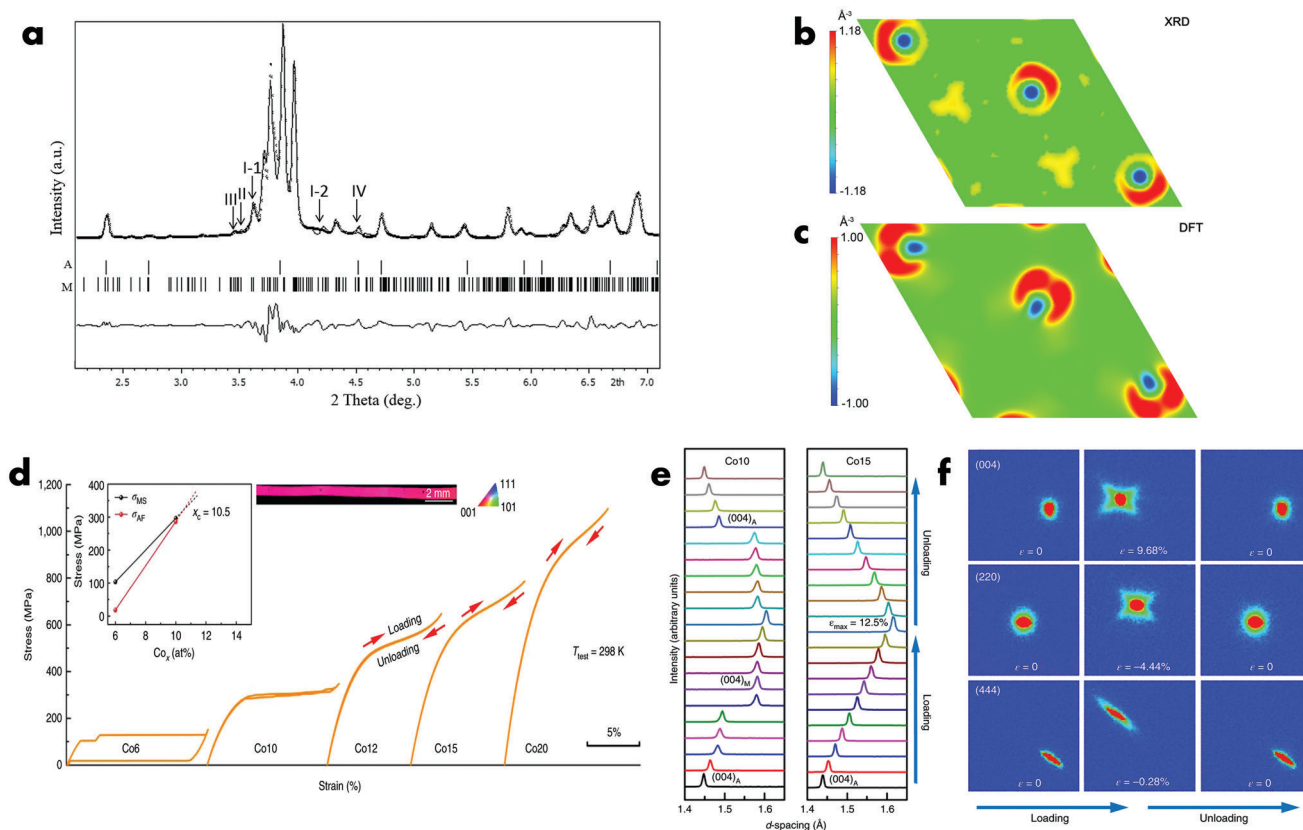 a
Intensity (a.u.)
III
II
I-1
I-2
IV
A
M
2.5
3.0
3.5
4.0
4.5
5.0
5.5
6.0
6.5
2th
7.0
2 Theta (deg.)
b
Å-3
1.18
-1.18
XRD
c
Å-3
1.00
-1.00
DFT
d
Stress (MPa)
1,200
1,000
800
600
400
200
0
Stress (MPa)
400
300
200
100
0
σMS
σAF
xc = 10.5
6
8
10
12
14
Cox (at%)
2 mm
111
001
101
Loading
Unloading
Ttest = 298 K
5%
Co6
Co10
Co12
Co15
Co20
Strain (%)
e
Intensity (arbitrary units)
Co10
(004)A
(004)M
(004)A
1.4
1.5
1.6
Co15
εmax = 12.5%
(004)A
1.4
1.5
1.6
d-spacing (Å)
Unloading
Loading
f
(004)
ε = 0
ε = 9.68%
ε = 0
(220)
ε = 0
ε = −4.44%
ε = 0
(444)
ε = 0
ε = −0.28%
ε = 0
Loading
Unloading